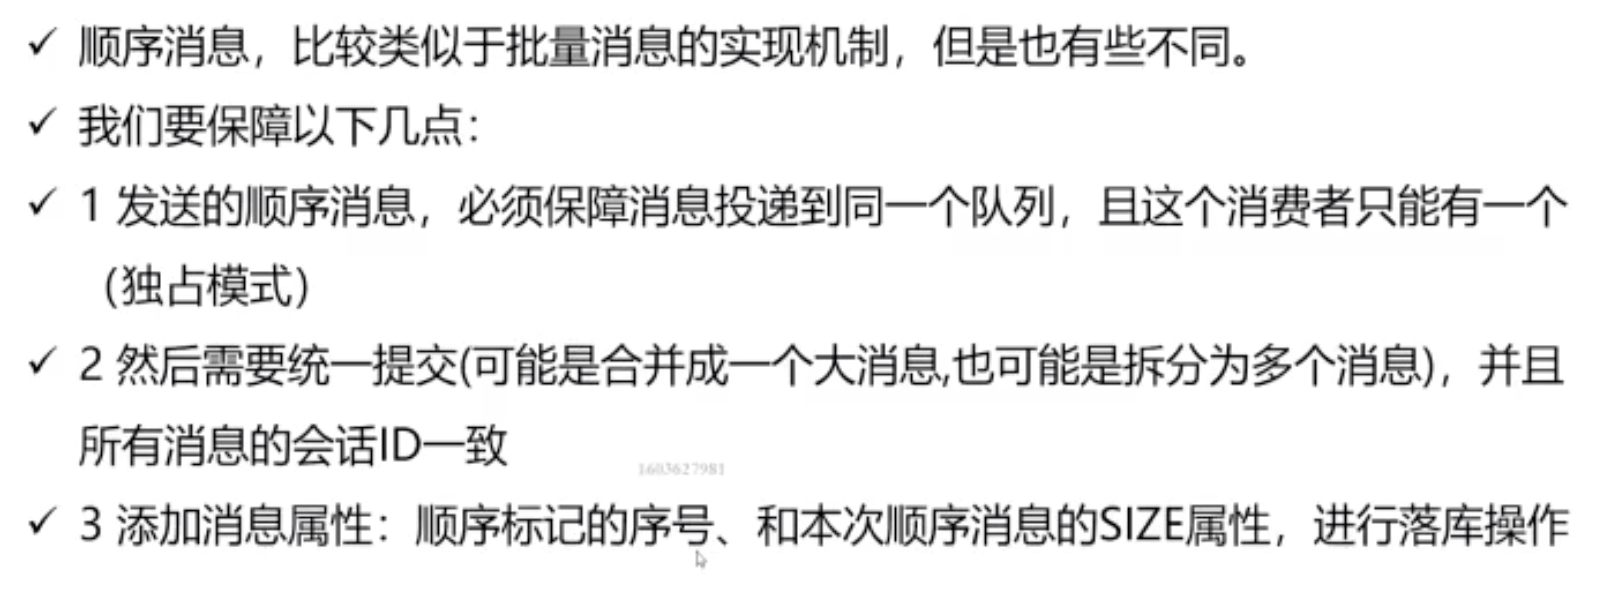 ✓ 顺序消息，比较类似于批量消息的实现机制，但是也有些不同。
✓ 我们要保障以下几点：
✓ 1 发送的顺序消息，必须保障消息投递到同一个队列，且这个消费者只能有一个
（独占模式）
✓ 2 然后需要统一提交(可能是合并成一个大消息,也可能是拆分为多个消息)，并且
所有消息的会话ID一致
1603627981
✓ 3 添加消息属性：顺序标记的序号、和本次顺序消息的SIZE属性，进行落库操作